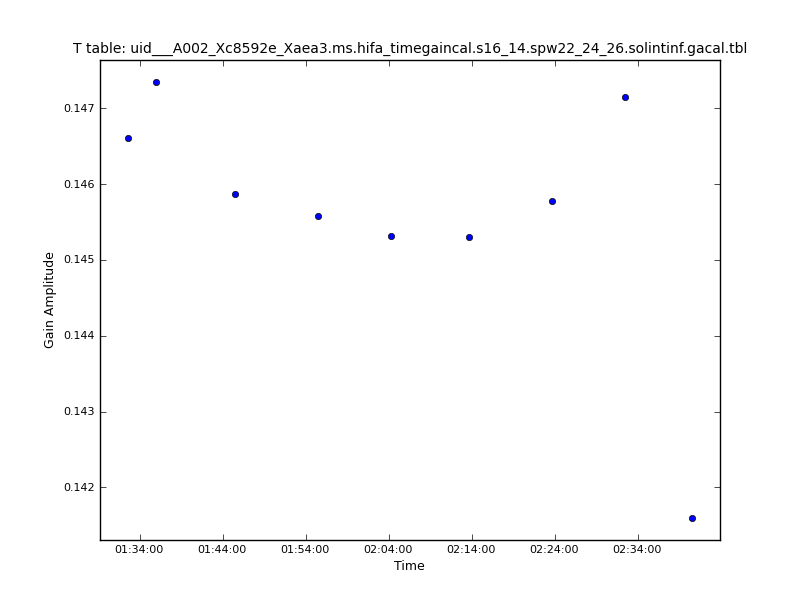 T table: uid___A002_Xc8592e_Xaea3.ms.hifa_timegaincal.s16_14.spw22_24_26.solintinf.gacal.tbl
0.147
0.146
0.145
0.144
0.143
0.142
Gain Amplitude
01:34:00 01:44:00 01:54:00 02:04:00 02:14:00 02:24:00 02:34:00
Time